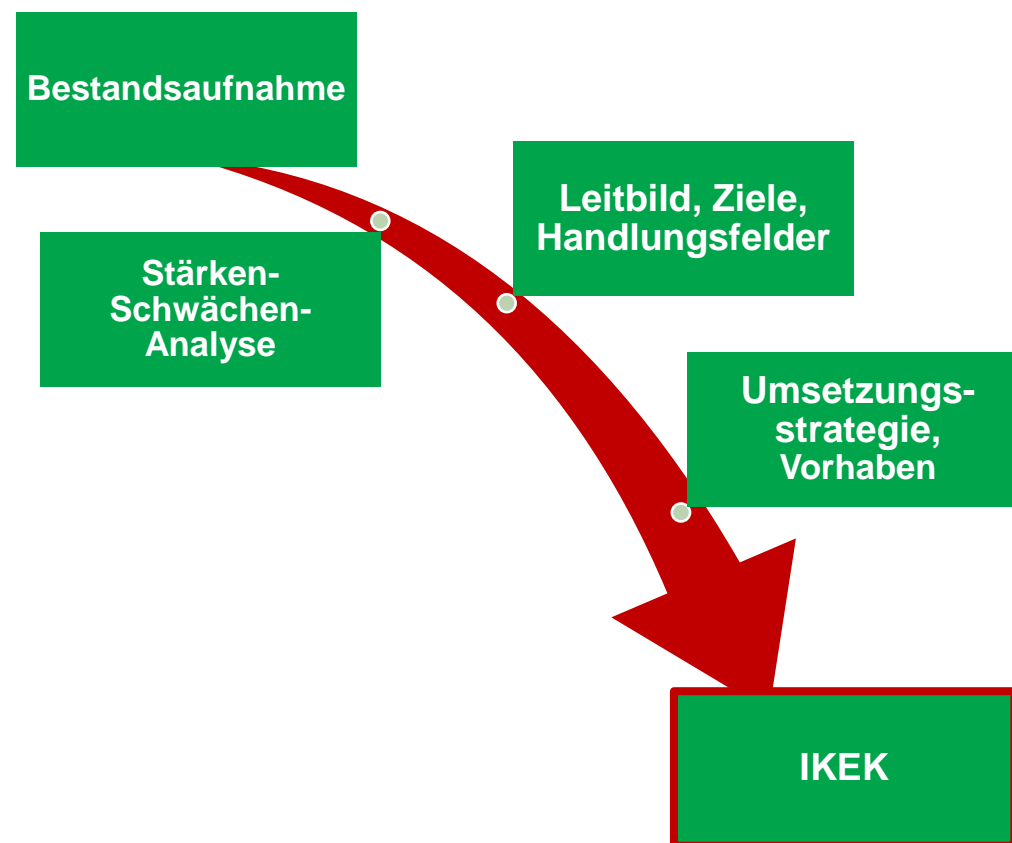 Bestandsaufnahme
Stärken-
Schwächen-
Analyse
Leitbild, Ziele,
Handlungsfelder
Umsetzungs-
strategie,
Vorhaben
IKEK